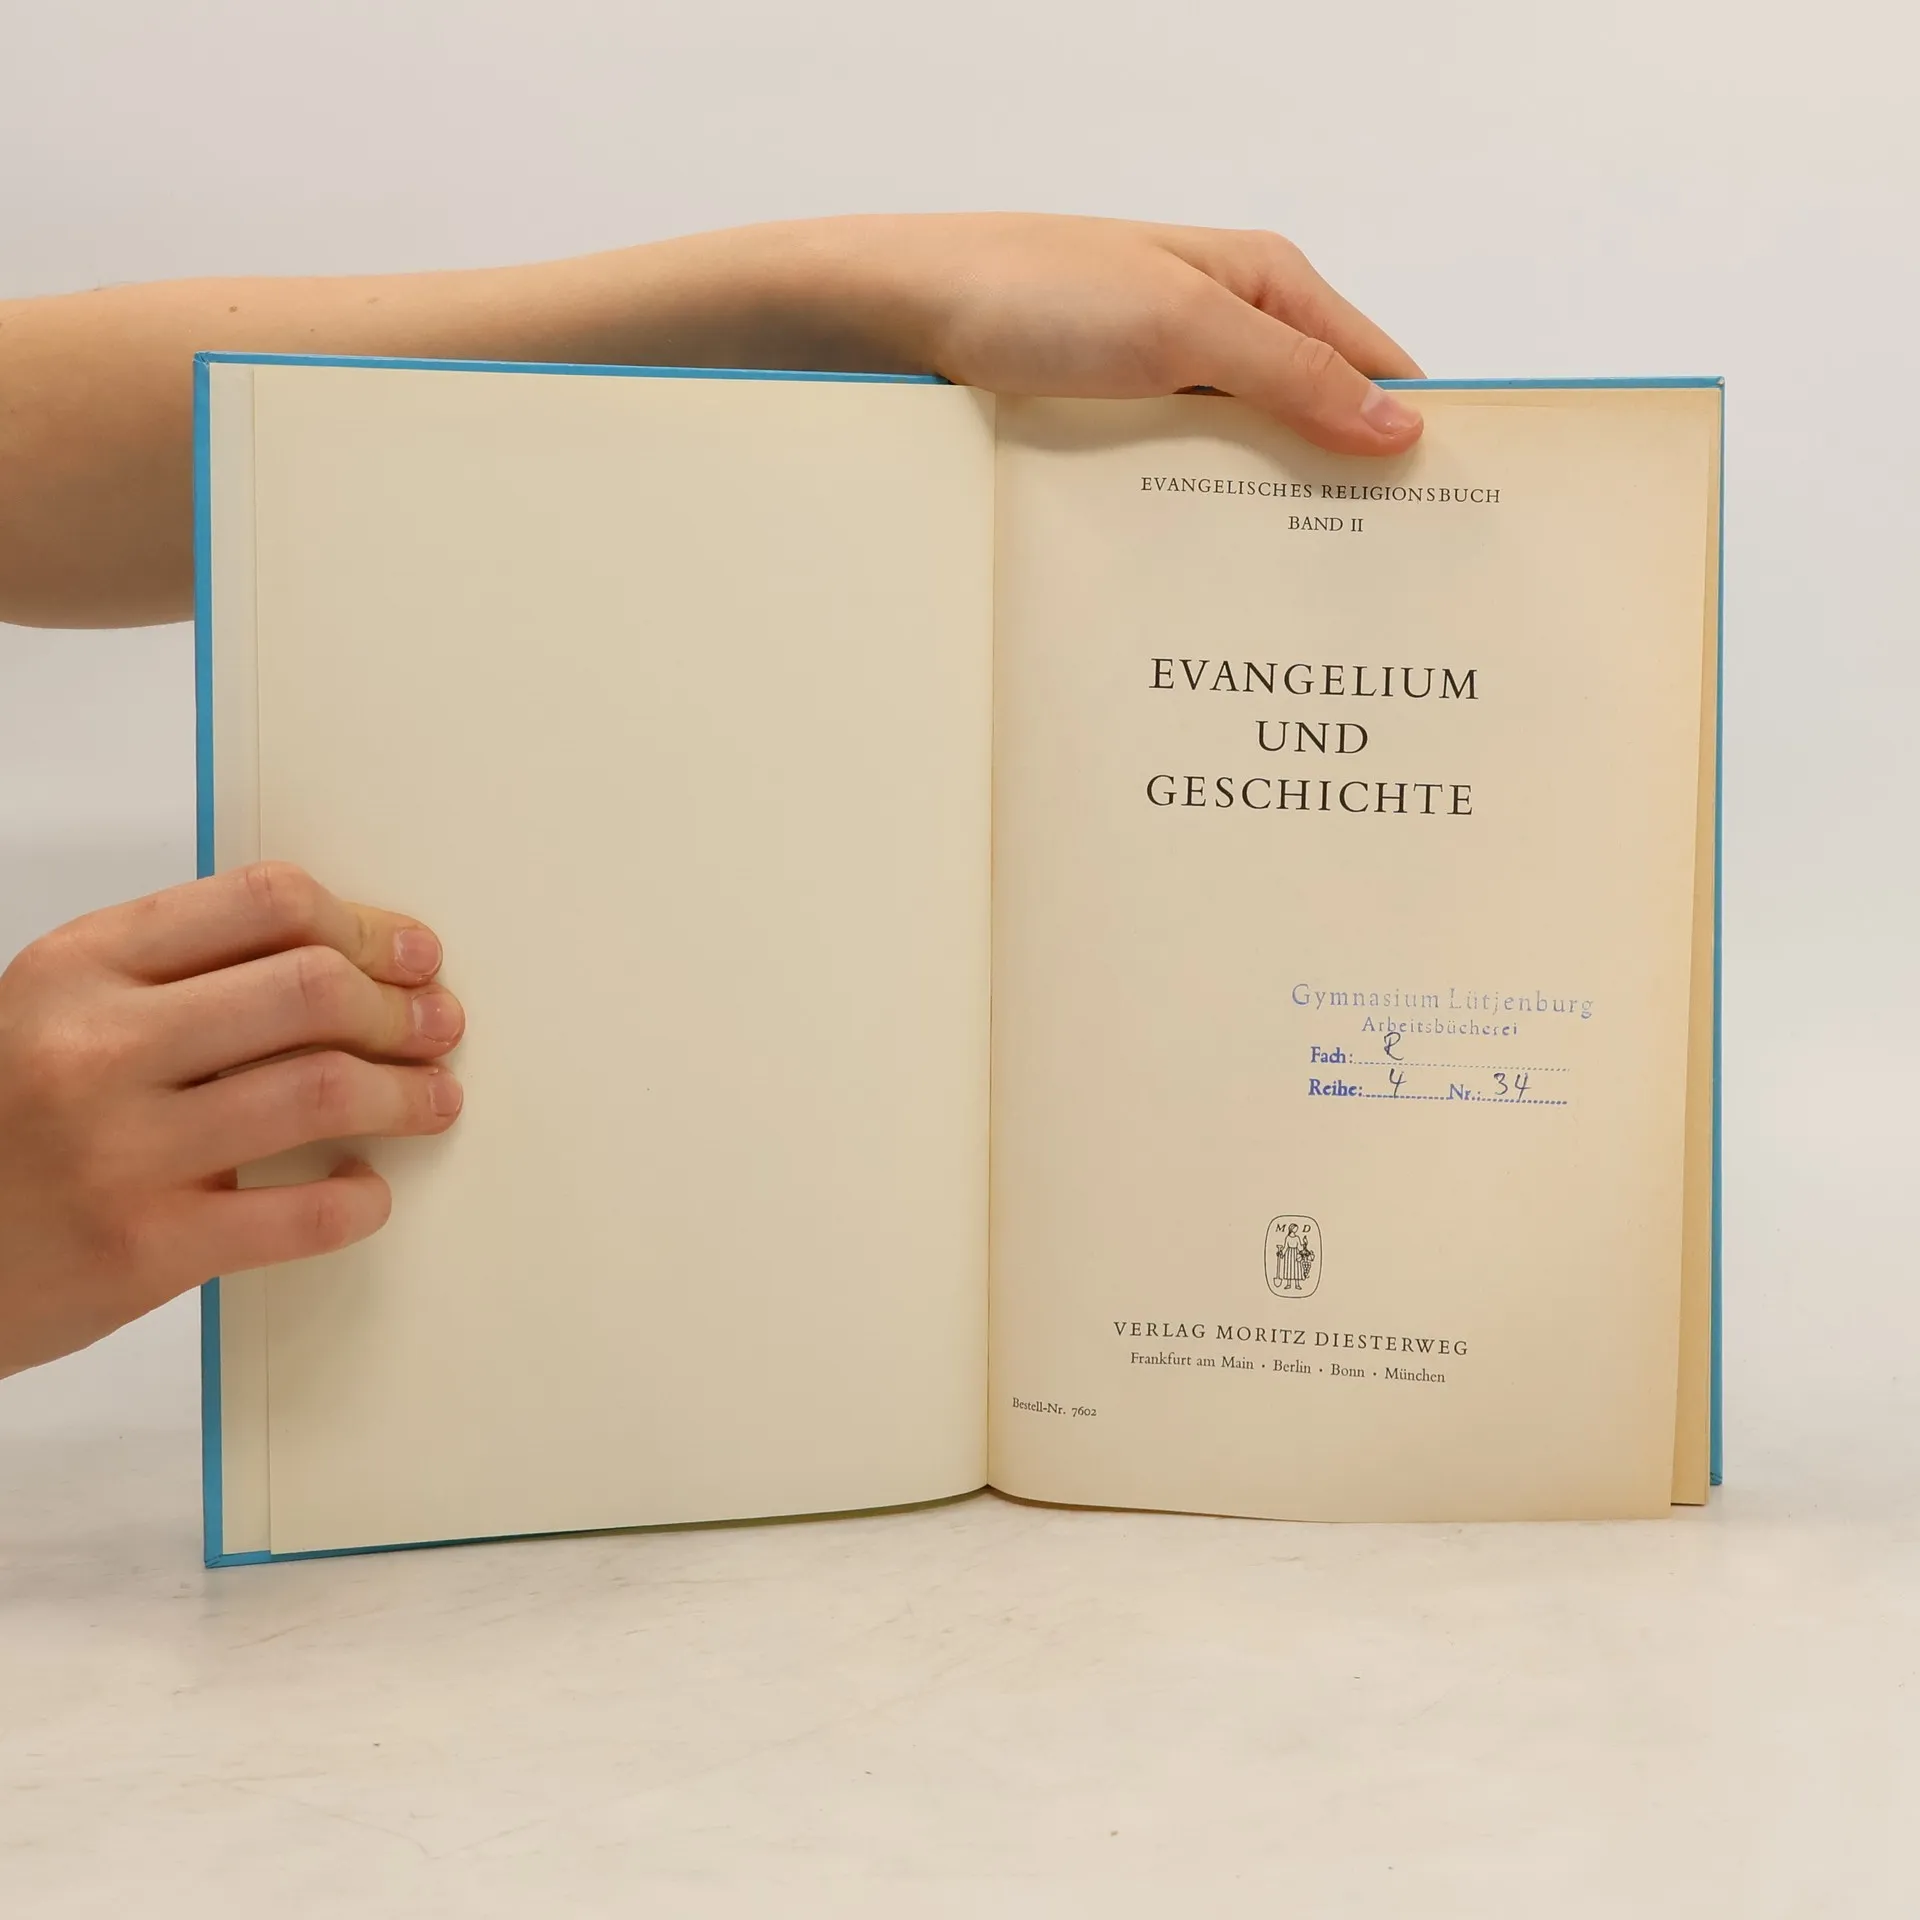 EVANGELISCHES RELIGIONSBUCH
BAND II
EVANGELIUM
UND
GESCHICHTE
Gymnasium Lütjenburg
Arbeitsbücherei
Fach: R
Reihe: 4 Nr.: 34
M D
VERLAG MORITZ DIESTERWEG
Frankfurt am Main · Berlin · Bonn · München
Bestell-Nr. 7602